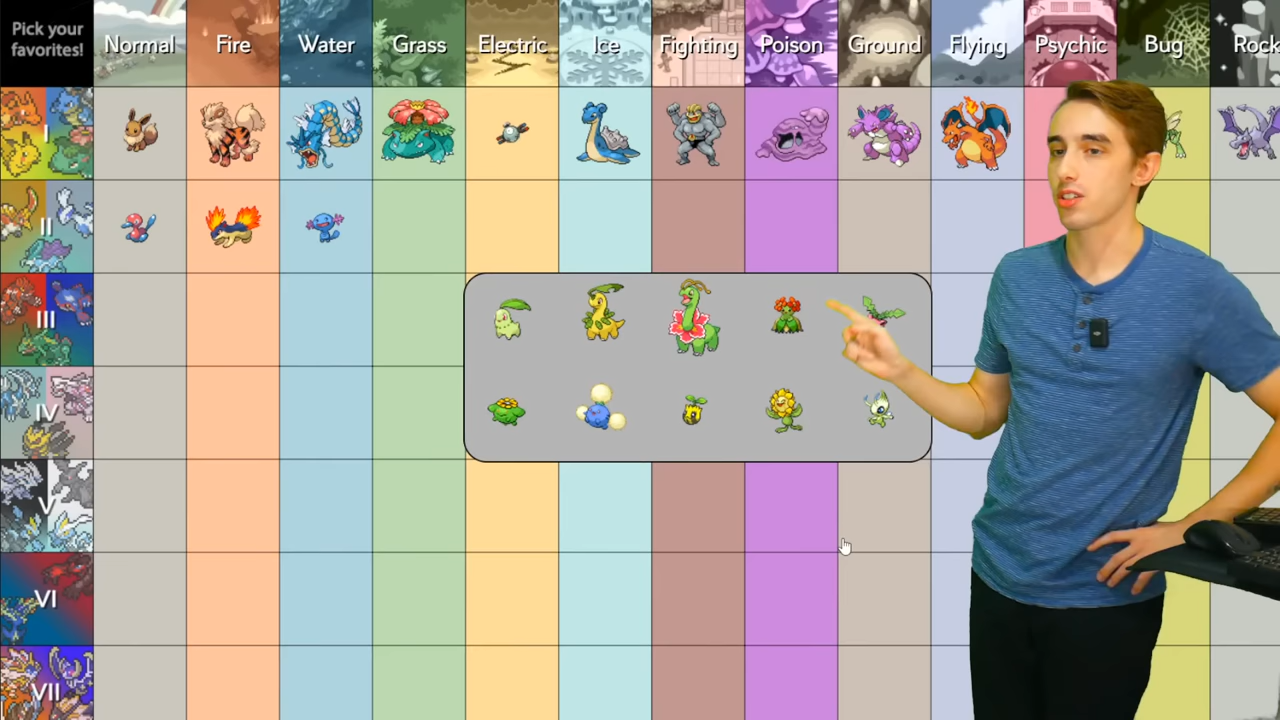 Pick your
favorites!
Normal
Fire
Water
Grass
Electric
Ice
Fighting
Poison
Ground
Flying
Psychic
Bug
Rock
I
II
III
IV
V
VI
VII